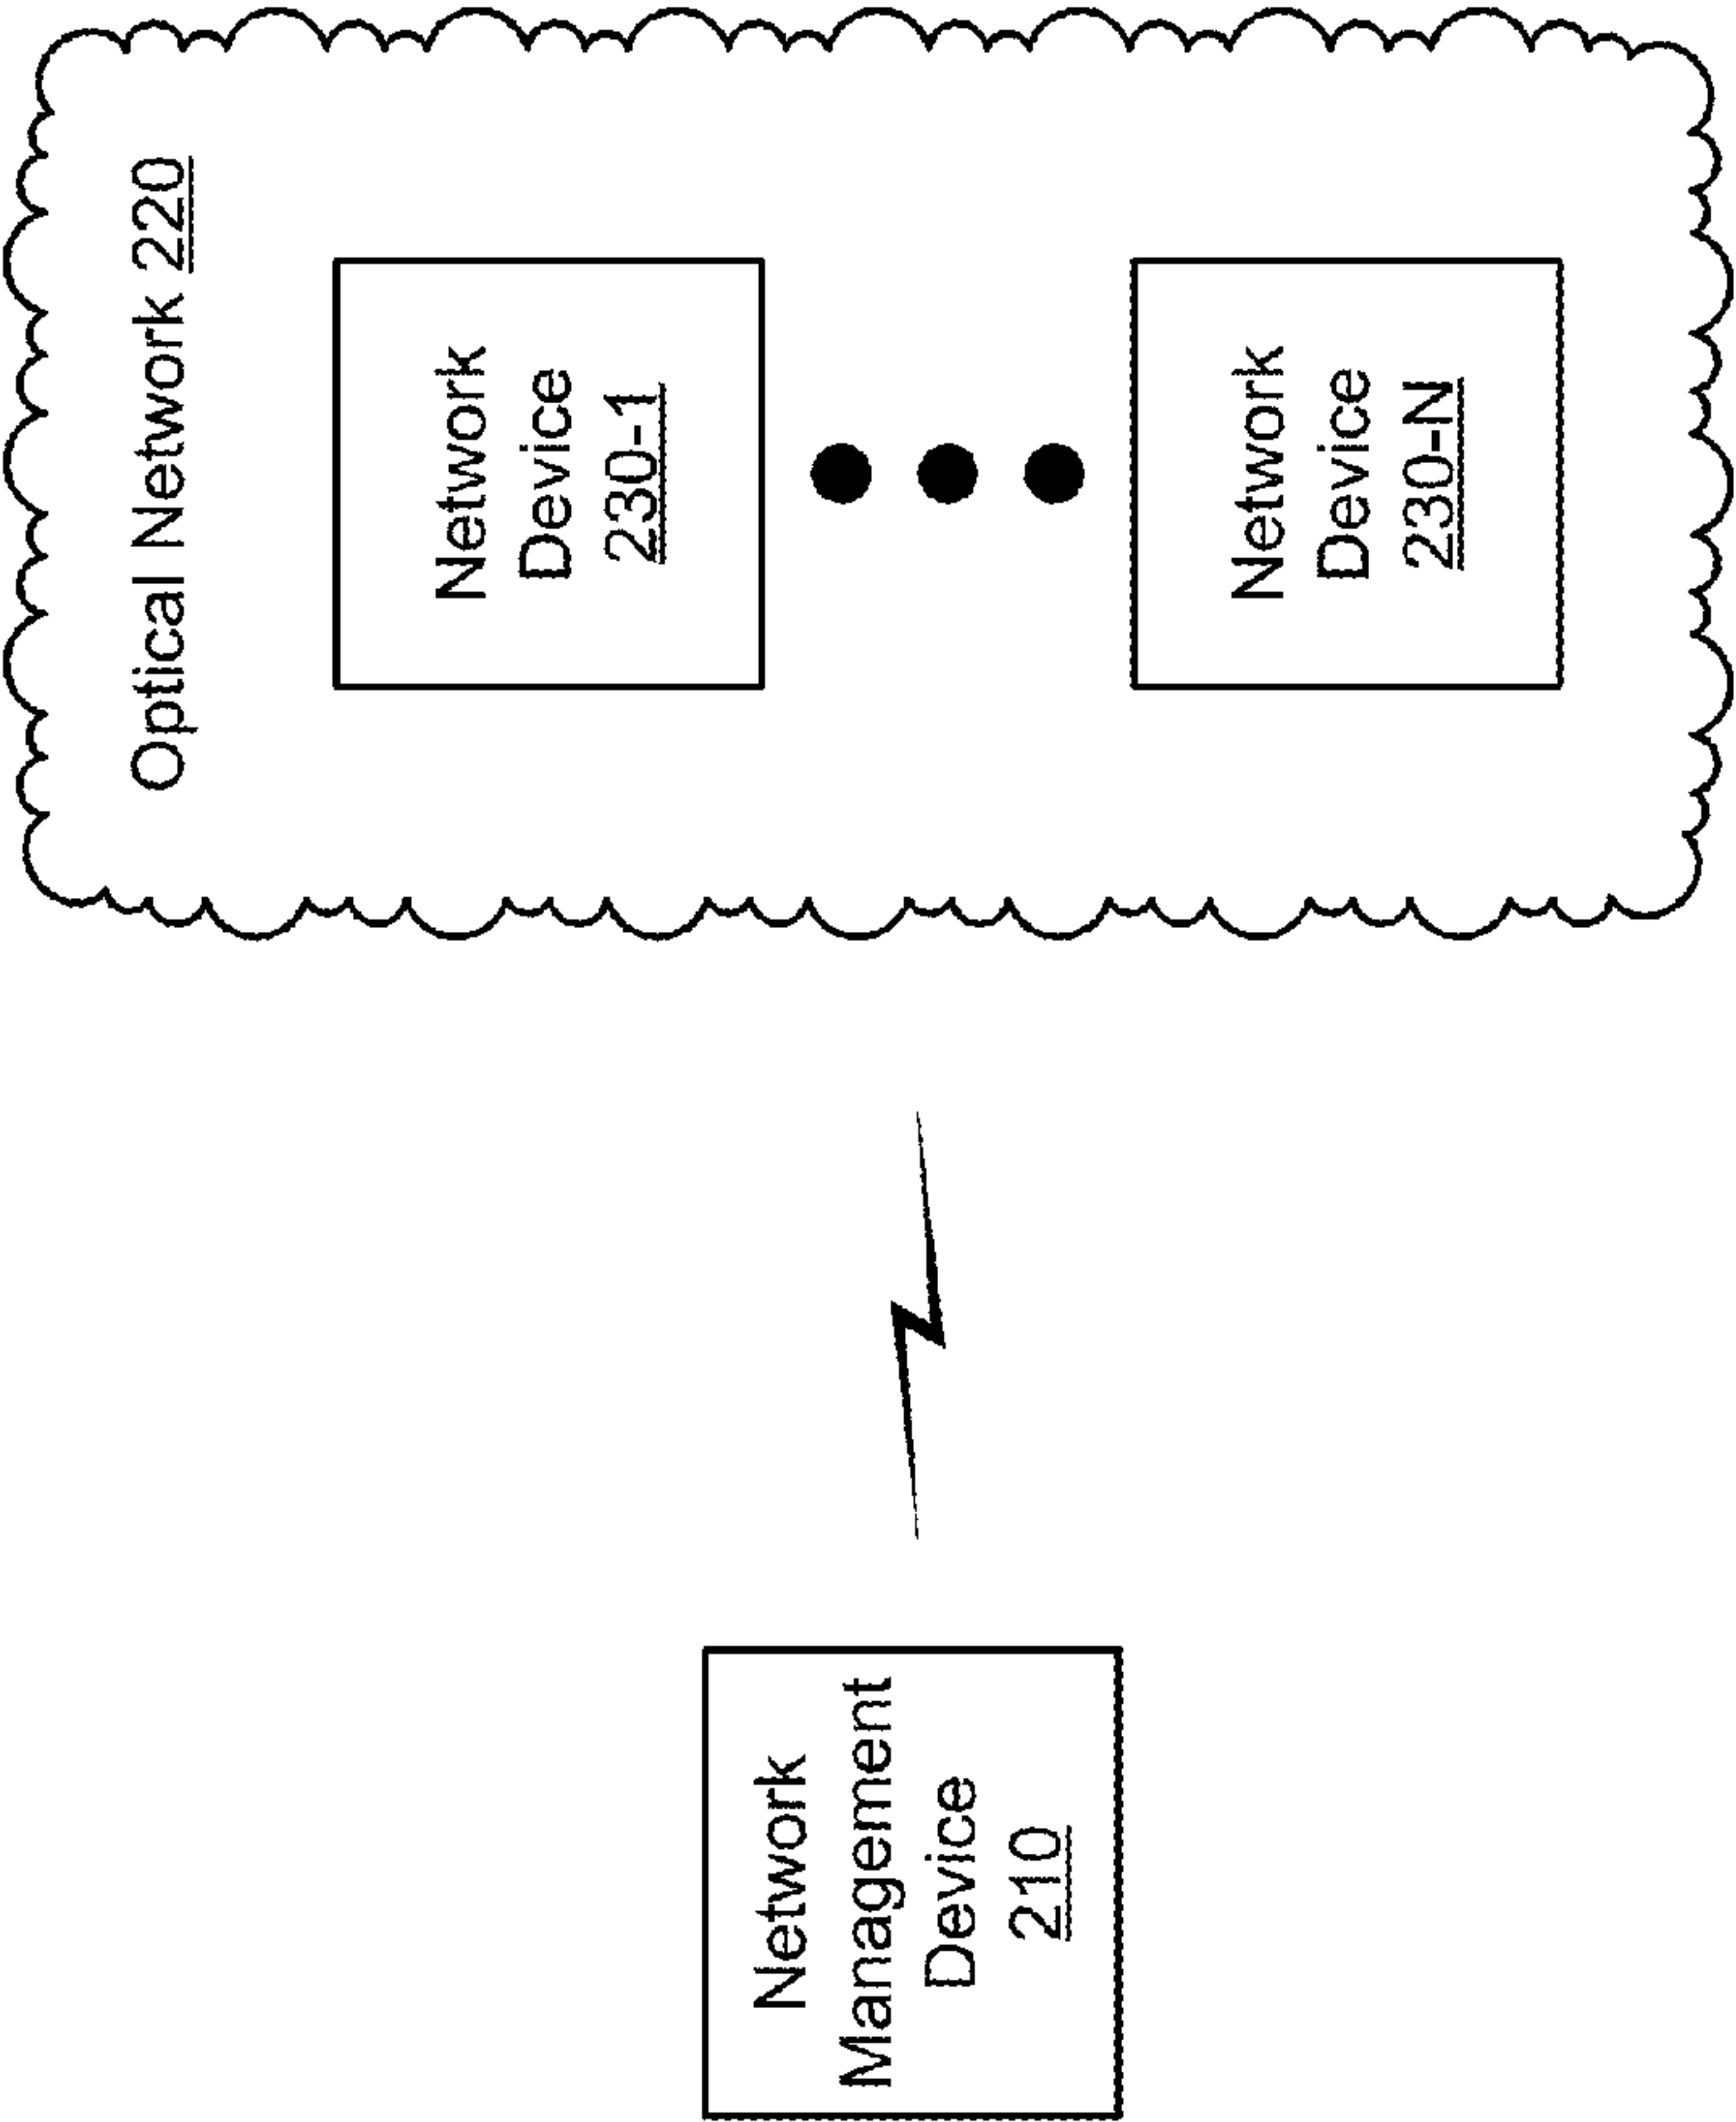 Optical Network 220
Network
Device
230-1
Network
Device
230-N
Network
Management
Device
210